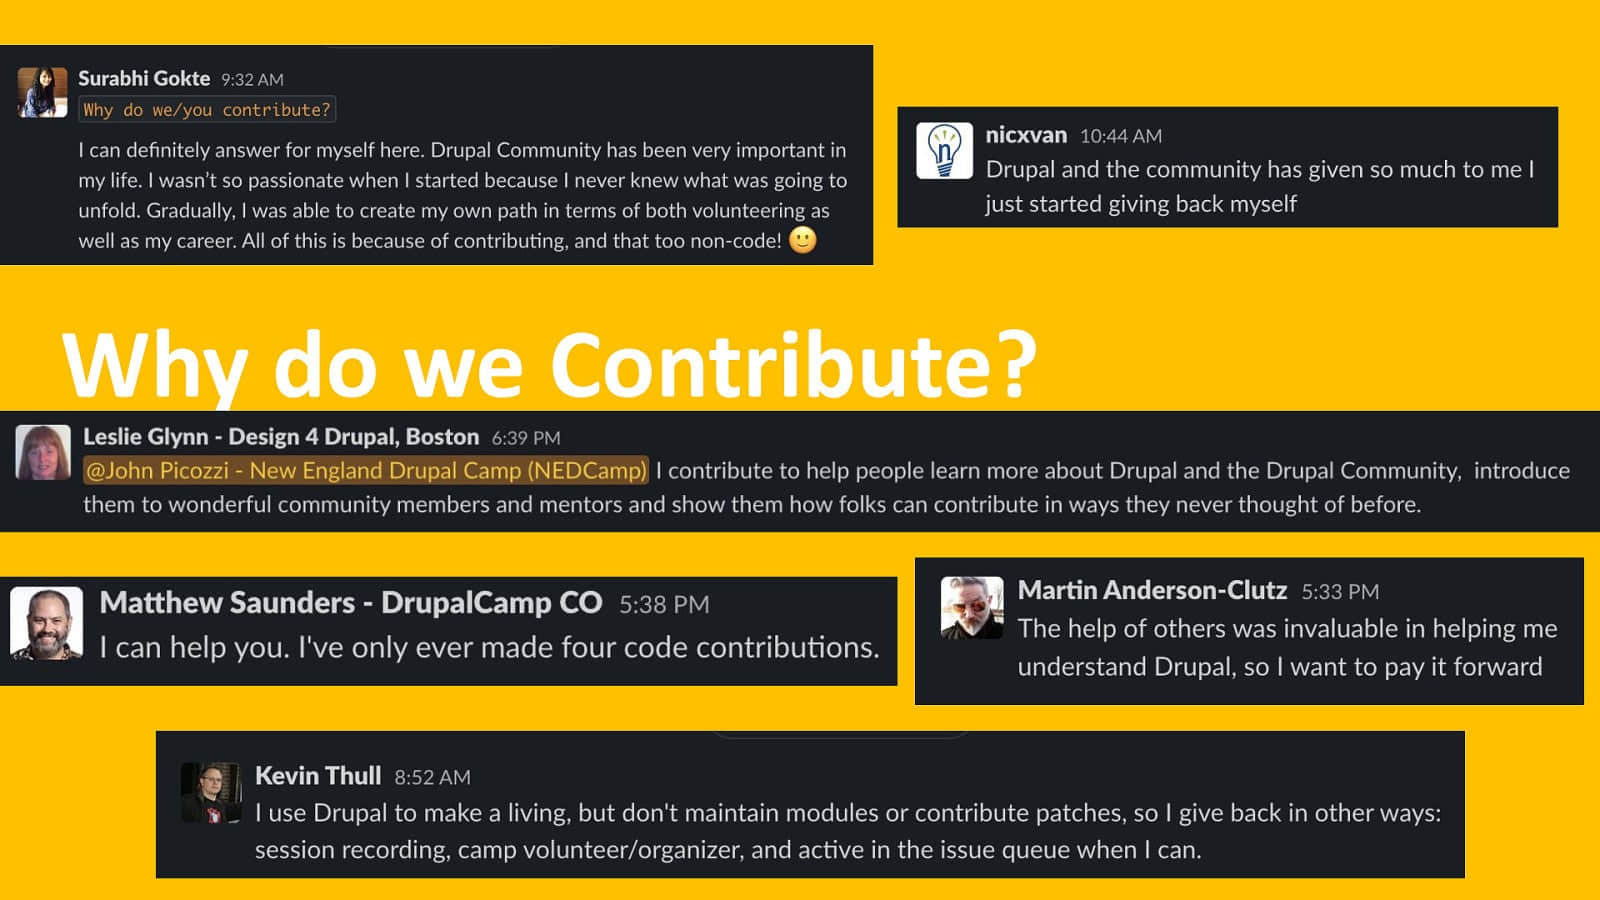 Surabhi Gokte 9:32 AM
Why do we/you contribute?
I can definitely answer for myself here. Drupal Community has been very important in
my life. I wasn't so passionate when I started because I never knew what was going to
unfold. Gradually, I was able to create my own path in terms of both volunteering as
well as my career. All of this is because of contributing, and that too non-code! 🙂
n
nicxvan 10:44 AM
Drupal and the community has given so much to me I
just started giving back myself
Why do we Contribute?
Leslie Glynn - Design 4 Drupal, Boston 6:39 PM
@John Picozzi - New England Drupal Camp (NEDCamp) I contribute to help people learn more about Drupal and the Drupal Community, introduce
them to wonderful community members and mentors and show them how folks can contribute in ways they never thought of before.
Matthew Saunders - DrupalCamp CO 5:38 PM
I can help you. I've only ever made four code contributions.
Martin Anderson-Clutz 5:33 PM
The help of others was invaluable in helping me
understand Drupal, so I want to pay it forward
Kevin Thull 8:52 AM
I use Drupal to make a living, but don't maintain modules or contribute patches, so I give back in other ways:
session recording, camp volunteer/organizer, and active in the issue queue when I can.